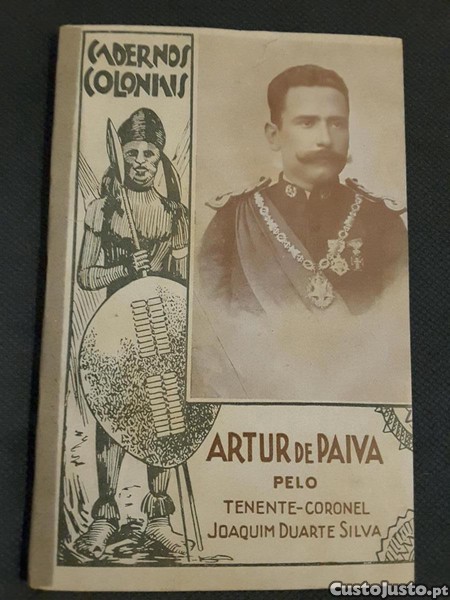 CADERNOS
COLONIAIS
ARTUR DE PAIVA
PELO
TENENTE-CORONEL
JOAQUIM DUARTE SILVA
CustoJusto.pt